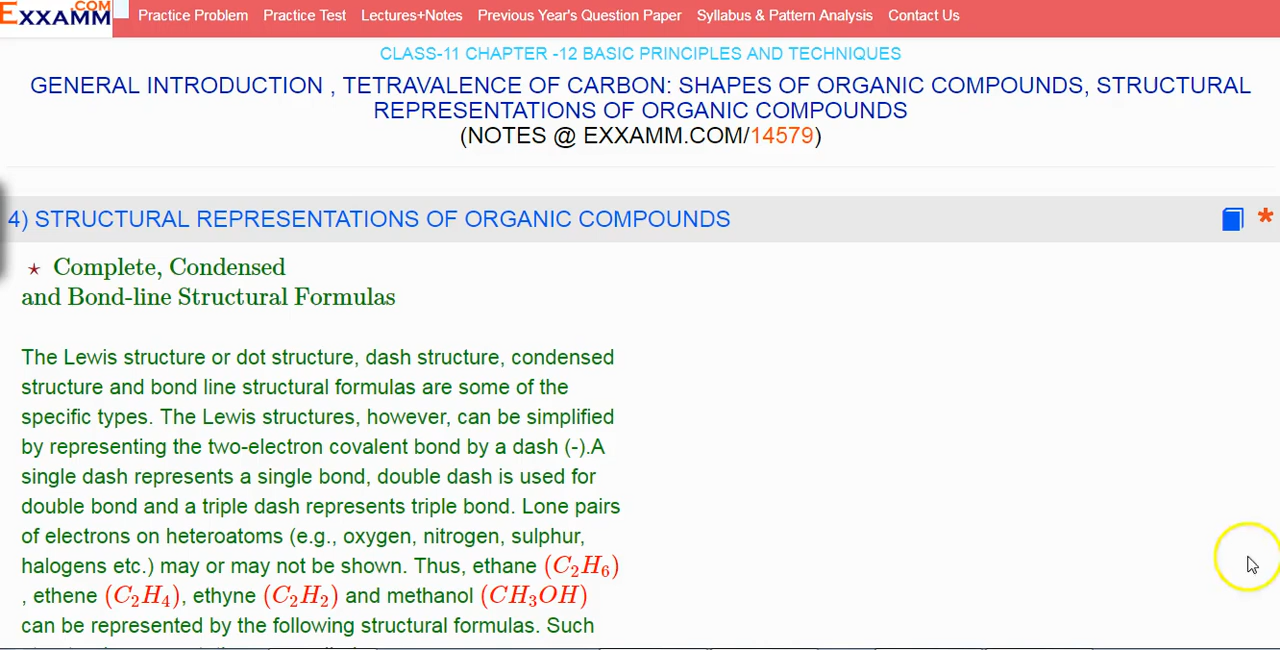 EXXAMM.COM
Practice Problem Practice Test Lectures+Notes Previous Year's Question Paper Syllabus & Pattern Analysis Contact Us
CLASS-11 CHAPTER -12 BASIC PRINCIPLES AND TECHNIQUES
GENERAL INTRODUCTION , TETRAVALENCE OF CARBON: SHAPES OF ORGANIC COMPOUNDS, STRUCTURAL
REPRESENTATIONS OF ORGANIC COMPOUNDS
(NOTES @ EXXAMM.COM/14579)
4) STRUCTURAL REPRESENTATIONS OF ORGANIC COMPOUNDS *
⋆ Complete, Condensed
and Bond-line Structural Formulas
The Lewis structure or dot structure, dash structure, condensed
structure and bond line structural formulas are some of the
specific types. The Lewis structures, however, can be simplified
by representing the two-electron covalent bond by a dash (-).A
single dash represents a single bond, double dash is used for
double bond and a triple dash represents triple bond. Lone pairs
of electrons on heteroatoms (e.g., oxygen, nitrogen, sulphur,
halogens etc.) may or may not be shown. Thus, ethane (C₂H₆)
, ethene (C₂H₄), ethyne (C₂H₂) and methanol (CH₃OH)
can be represented by the following structural formulas. Such